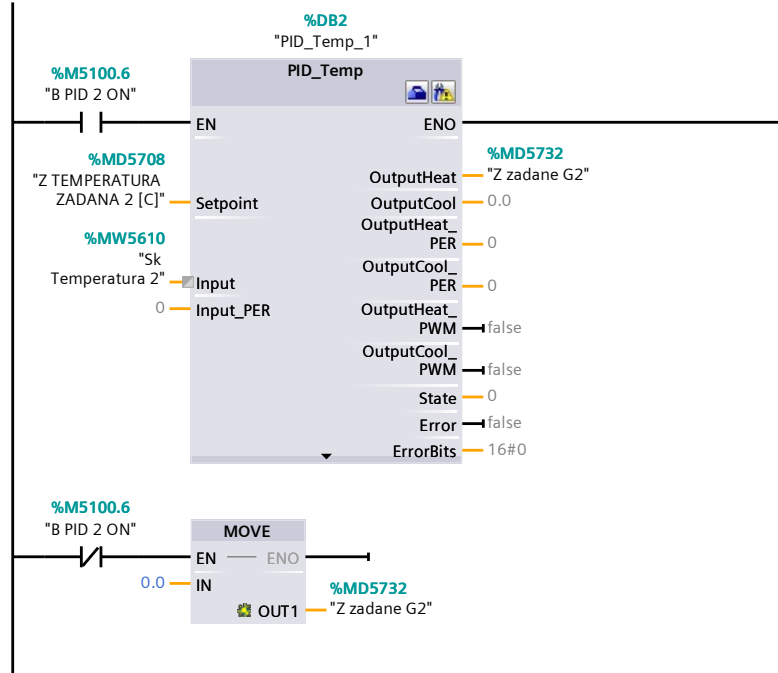 %DB2
"PID_Temp_1"
PID_Temp
%M5100.6
"B PID 2 ON"
EN
ENO
%MD5708
"Z TEMPERATURA
ZADANA 2 [C]"
Setpoint
%MW5610
"Sk
Temperatura 2"
Input
0
Input_PER
OutputHeat
%MD5732
"Z zadane G2"
OutputCool
0.0
OutputHeat_
PER
0
OutputCool_
PER
0
OutputHeat_
PWM
false
OutputCool_
PWM
false
State
0
Error
false
ErrorBits
16#0
%M5100.6
"B PID 2 ON"
MOVE
EN
ENO
0.0
IN
OUT1
%MD5732
"Z zadane G2"